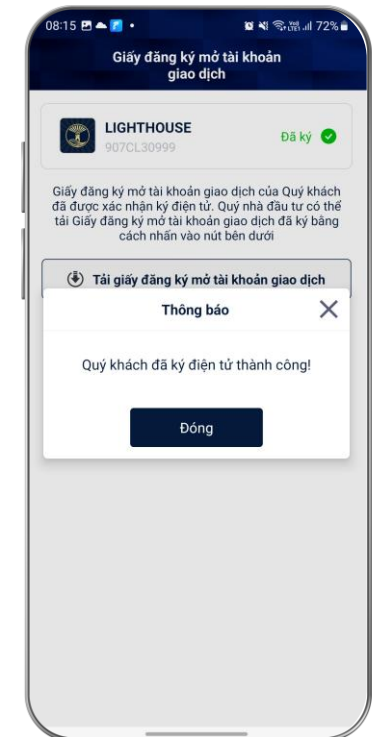 08:15
72%
Giấy đăng ký mở tài khoản
giao dịch
LIGHTHOUSE
Đã ký
907CL30999
Giấy đăng ký mở tài khoản giao dịch của Quý khách
đã được xác nhận ký điện tử. Quý nhà đầu tư có thể
tải Giấy đăng ký mở tài khoản giao dịch đã ký bằng
cách nhấn vào nút bên dưới
Tải giấy đăng ký mở tài khoản giao dịch
Thông báo
Quý khách đã ký điện tử thành công!
Đóng